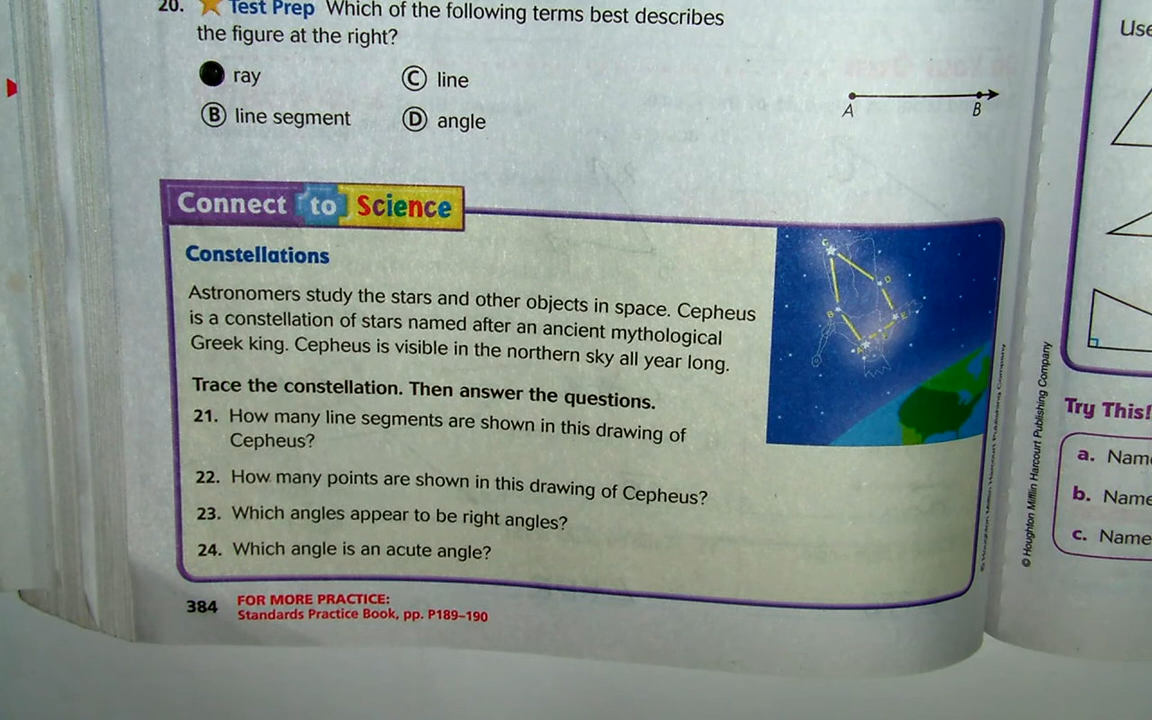 20. Test Prep Which of the following terms best describes
the figure at the right?
ray
C line
B line segment
D angle
A B
Connect to Science
Constellations
Astronomers study the stars and other objects in space. Cepheus
is a constellation of stars named after an ancient mythological
Greek king. Cepheus is visible in the northern sky all year long.
C
D
B
E
A
Trace the constellation. Then answer the questions.
21. How many line segments are shown in this drawing of
Cepheus?
22. How many points are shown in this drawing of Cepheus?
23. Which angles appear to be right angles?
24. Which angle is an acute angle?
384 FOR MORE PRACTICE:
Standards Practice Book, pp. P189–190
© Houghton Mifflin Harcourt Publishing Company
© Houghton Mifflin Harcourt Publishing Company
Use
Try This!
a. Nam
b. Name
c. Name